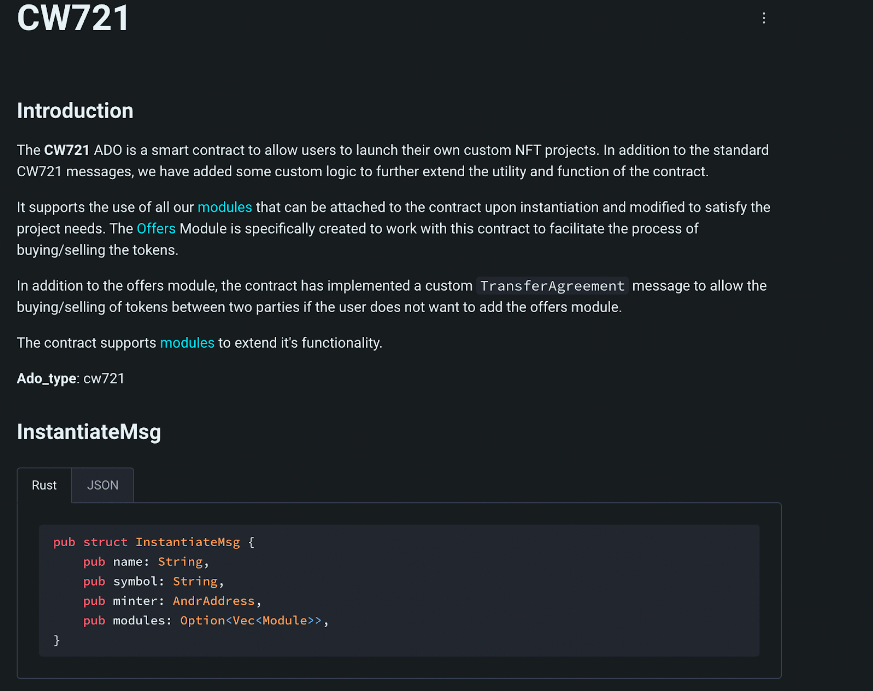 CW721
Introduction
The CW721 ADO is a smart contract to allow users to launch their own custom NFT projects. In addition to the standard
CW721 messages, we have added some custom logic to further extend the utility and function of the contract.
It supports the use of all our modules that can be attached to the contract upon instantiation and modified to satisfy the
project needs. The Offers Module is specifically created to work with this contract to facilitate the process of
buying/selling the tokens.
In addition to the offers module, the contract has implemented a custom TransferAgreement message to allow the
buying/selling of tokens between two parties if the user does not want to add the offers module.
The contract supports modules to extend it's functionality.
Ado_type: cw721
InstantiateMsg
Rust JSON
pub struct InstantiateMsg {
    pub name: String,
    pub symbol: String,
    pub minter: AndrAddress,
    pub modules: Option<Vec<Module>>,
}